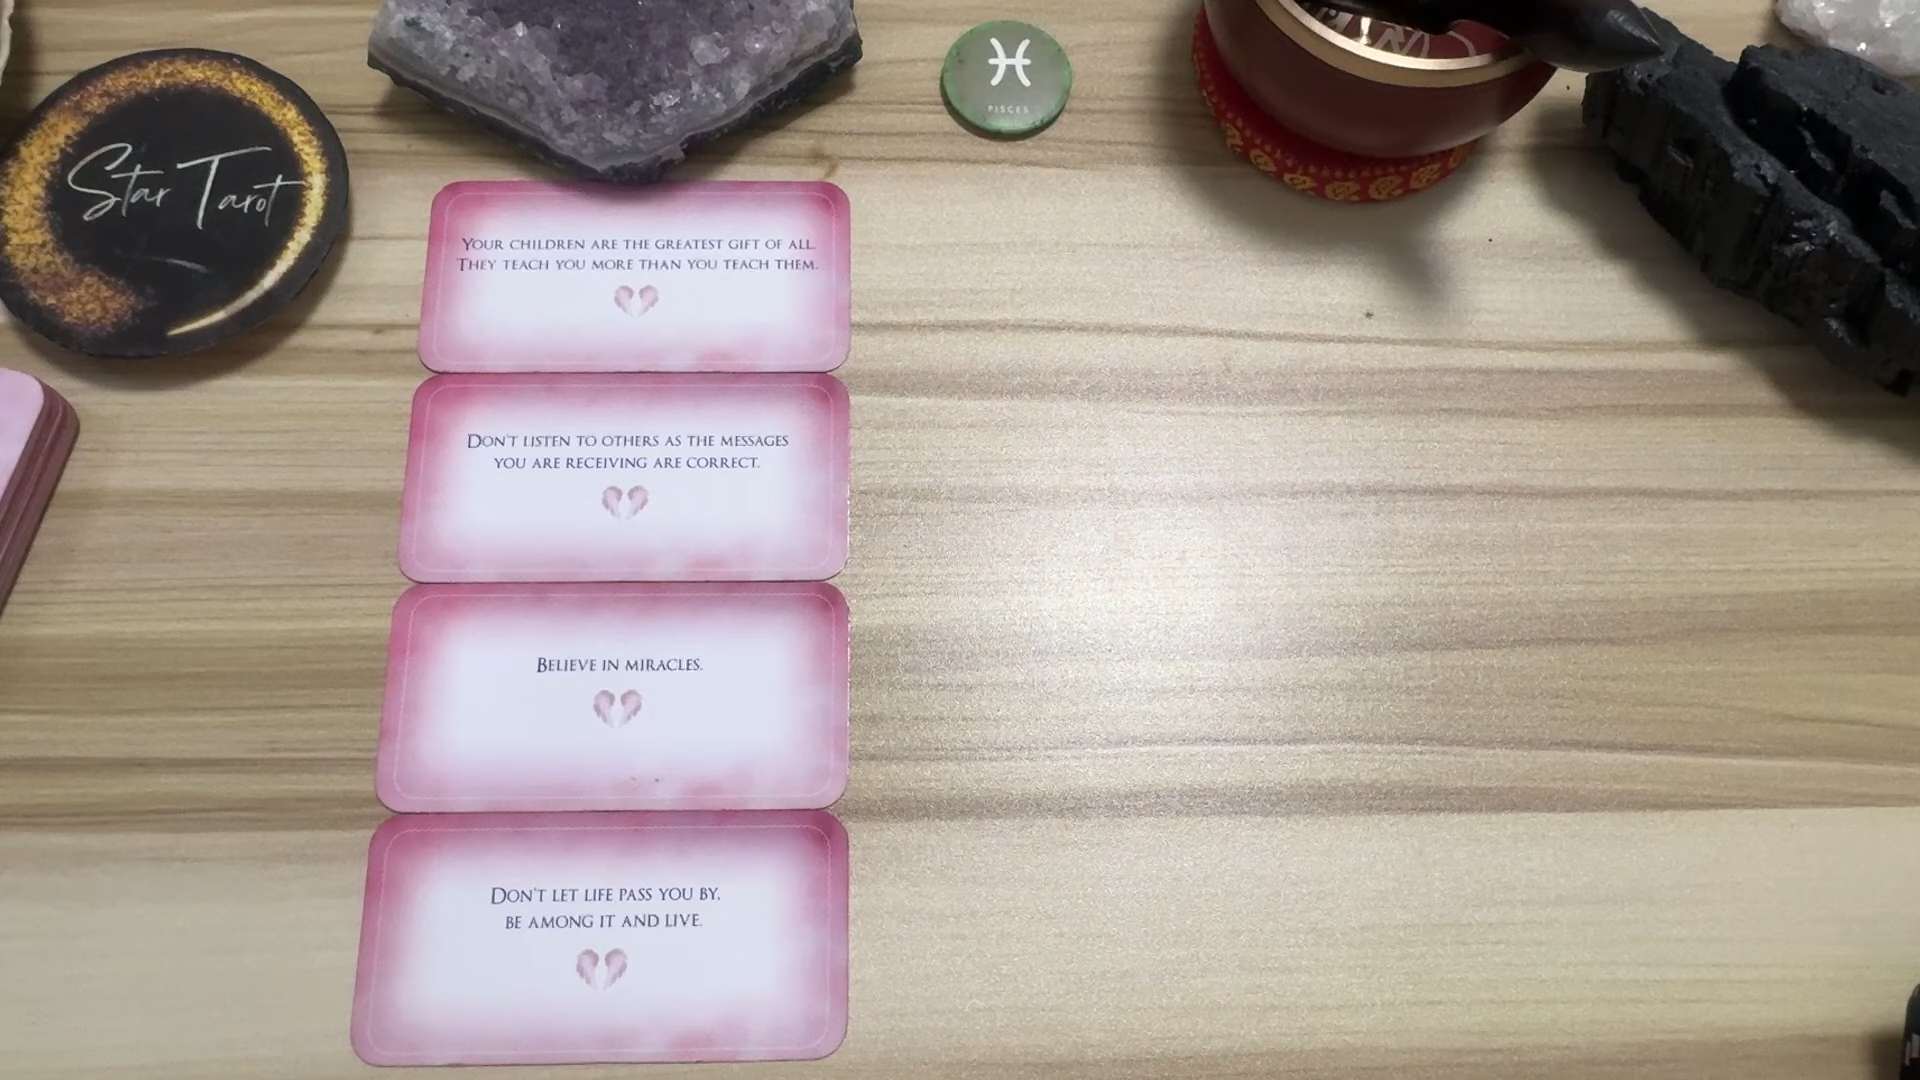 Star Tarot
PISCES
YOUR CHILDREN ARE THE GREATEST GIFT OF ALL.
THEY TEACH YOU MORE THAN YOU TEACH THEM.
DON'T LISTEN TO OTHERS AS THE MESSAGES
YOU ARE RECEIVING ARE CORRECT.
BELIEVE IN MIRACLES.
DON'T LET LIFE PASS YOU BY,
BE AMONG IT AND LIVE.